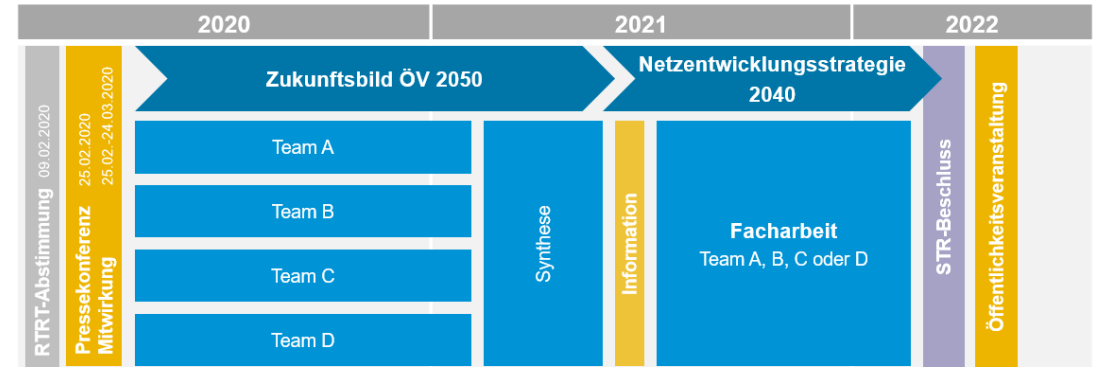 2020
2021
2022
RTRT-Abstimmung 09.02.2020
Pressekonferenz 25.02.2020
Mitwirkung 25.02.-24.03.2020
Zukunftsbild ÖV 2050
Team A
Team B
Team C
Team D
Synthese
Netzentwicklungsstrategie
2040
Information
Facharbeit
Team A, B, C oder D
STR-Beschluss
Öffentlichkeitsveranstaltung